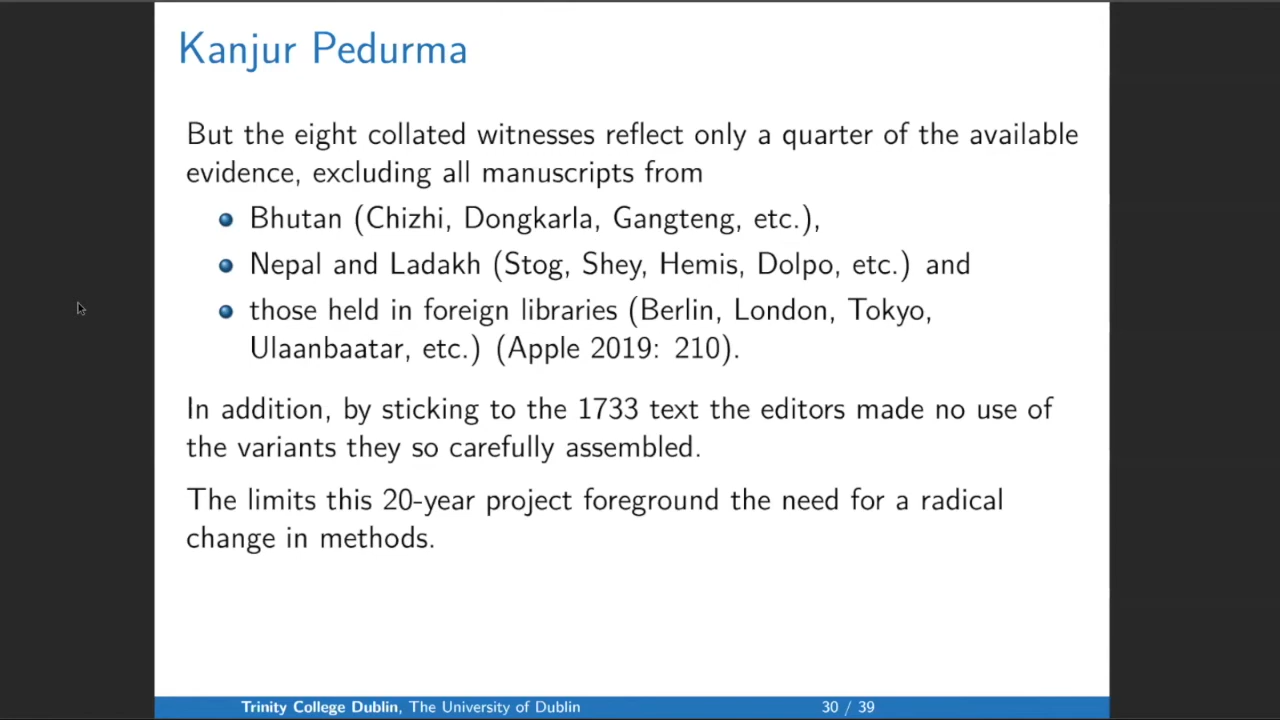 Kanjur Pedurma
But the eight collated witnesses reflect only a quarter of the available
evidence, excluding all manuscripts from
Bhutan (Chizhi, Dongkarla, Gangteng, etc.),
Nepal and Ladakh (Stog, Shey, Hemis, Dolpo, etc.) and
those held in foreign libraries (Berlin, London, Tokyo,
Ulaanbaatar, etc.) (Apple 2019: 210).
In addition, by sticking to the 1733 text the editors made no use of
the variants they so carefully assembled.
The limits this 20-year project foreground the need for a radical
change in methods.
Trinity College Dublin, The University of Dublin 30 / 39